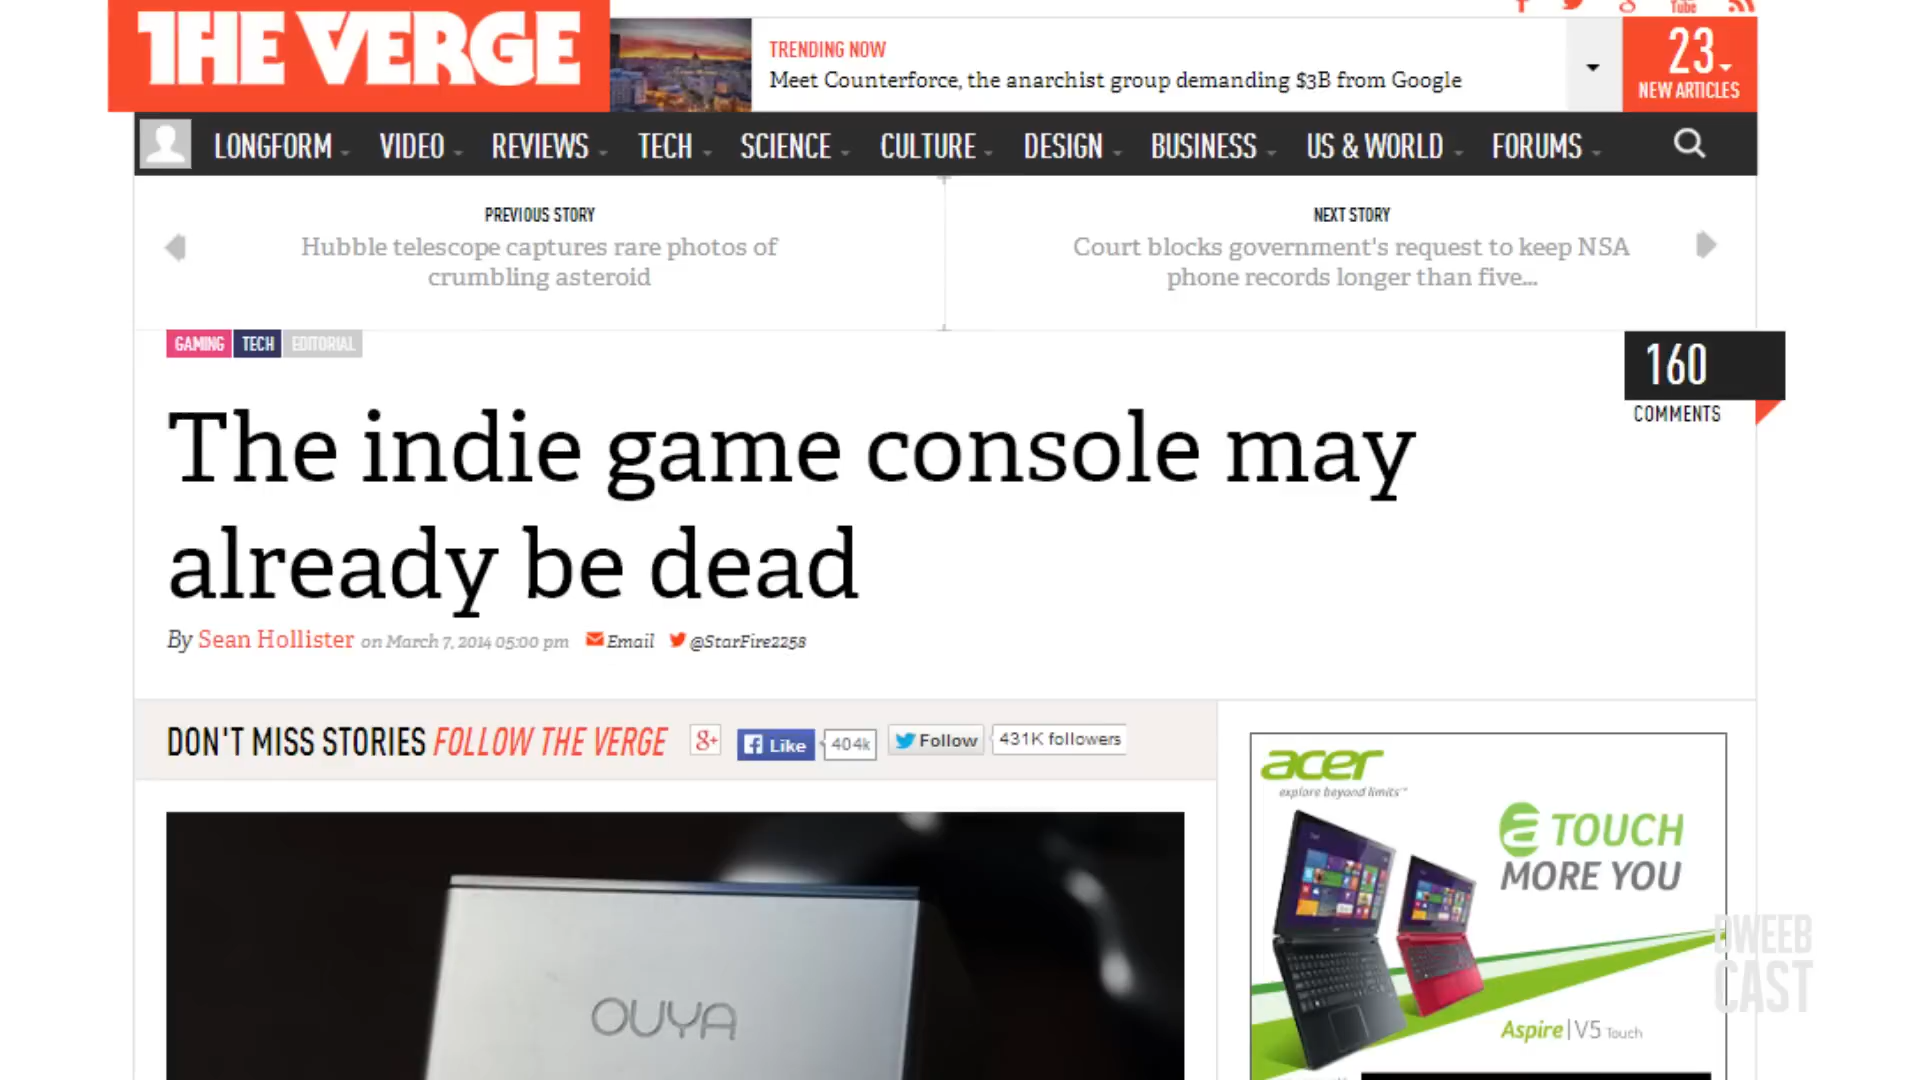 THE VERGE
TRENDING NOW
Meet Counterforce, the anarchist group demanding $3B from Google
23
NEW ARTICLES
You Tube
LONGFORM VIDEO REVIEWS TECH SCIENCE CULTURE DESIGN BUSINESS US & WORLD FORUMS
PREVIOUS STORY
Hubble telescope captures rare photos of
crumbling asteroid
NEXT STORY
Court blocks government's request to keep NSA
phone records longer than five...
GAMING TECH EDITORIAL
160
COMMENTS
The indie game console may
already be dead
By Sean Hollister on March 7, 2014 05:00 pm Email @StarFire2258
DON'T MISS STORIES FOLLOW THE VERGE g+ Like 404k Follow 431K followers
OUYA
acer
explore beyond limits™
TOUCH
MORE YOU
Aspire|V5 Touch
DWEEB
CAST